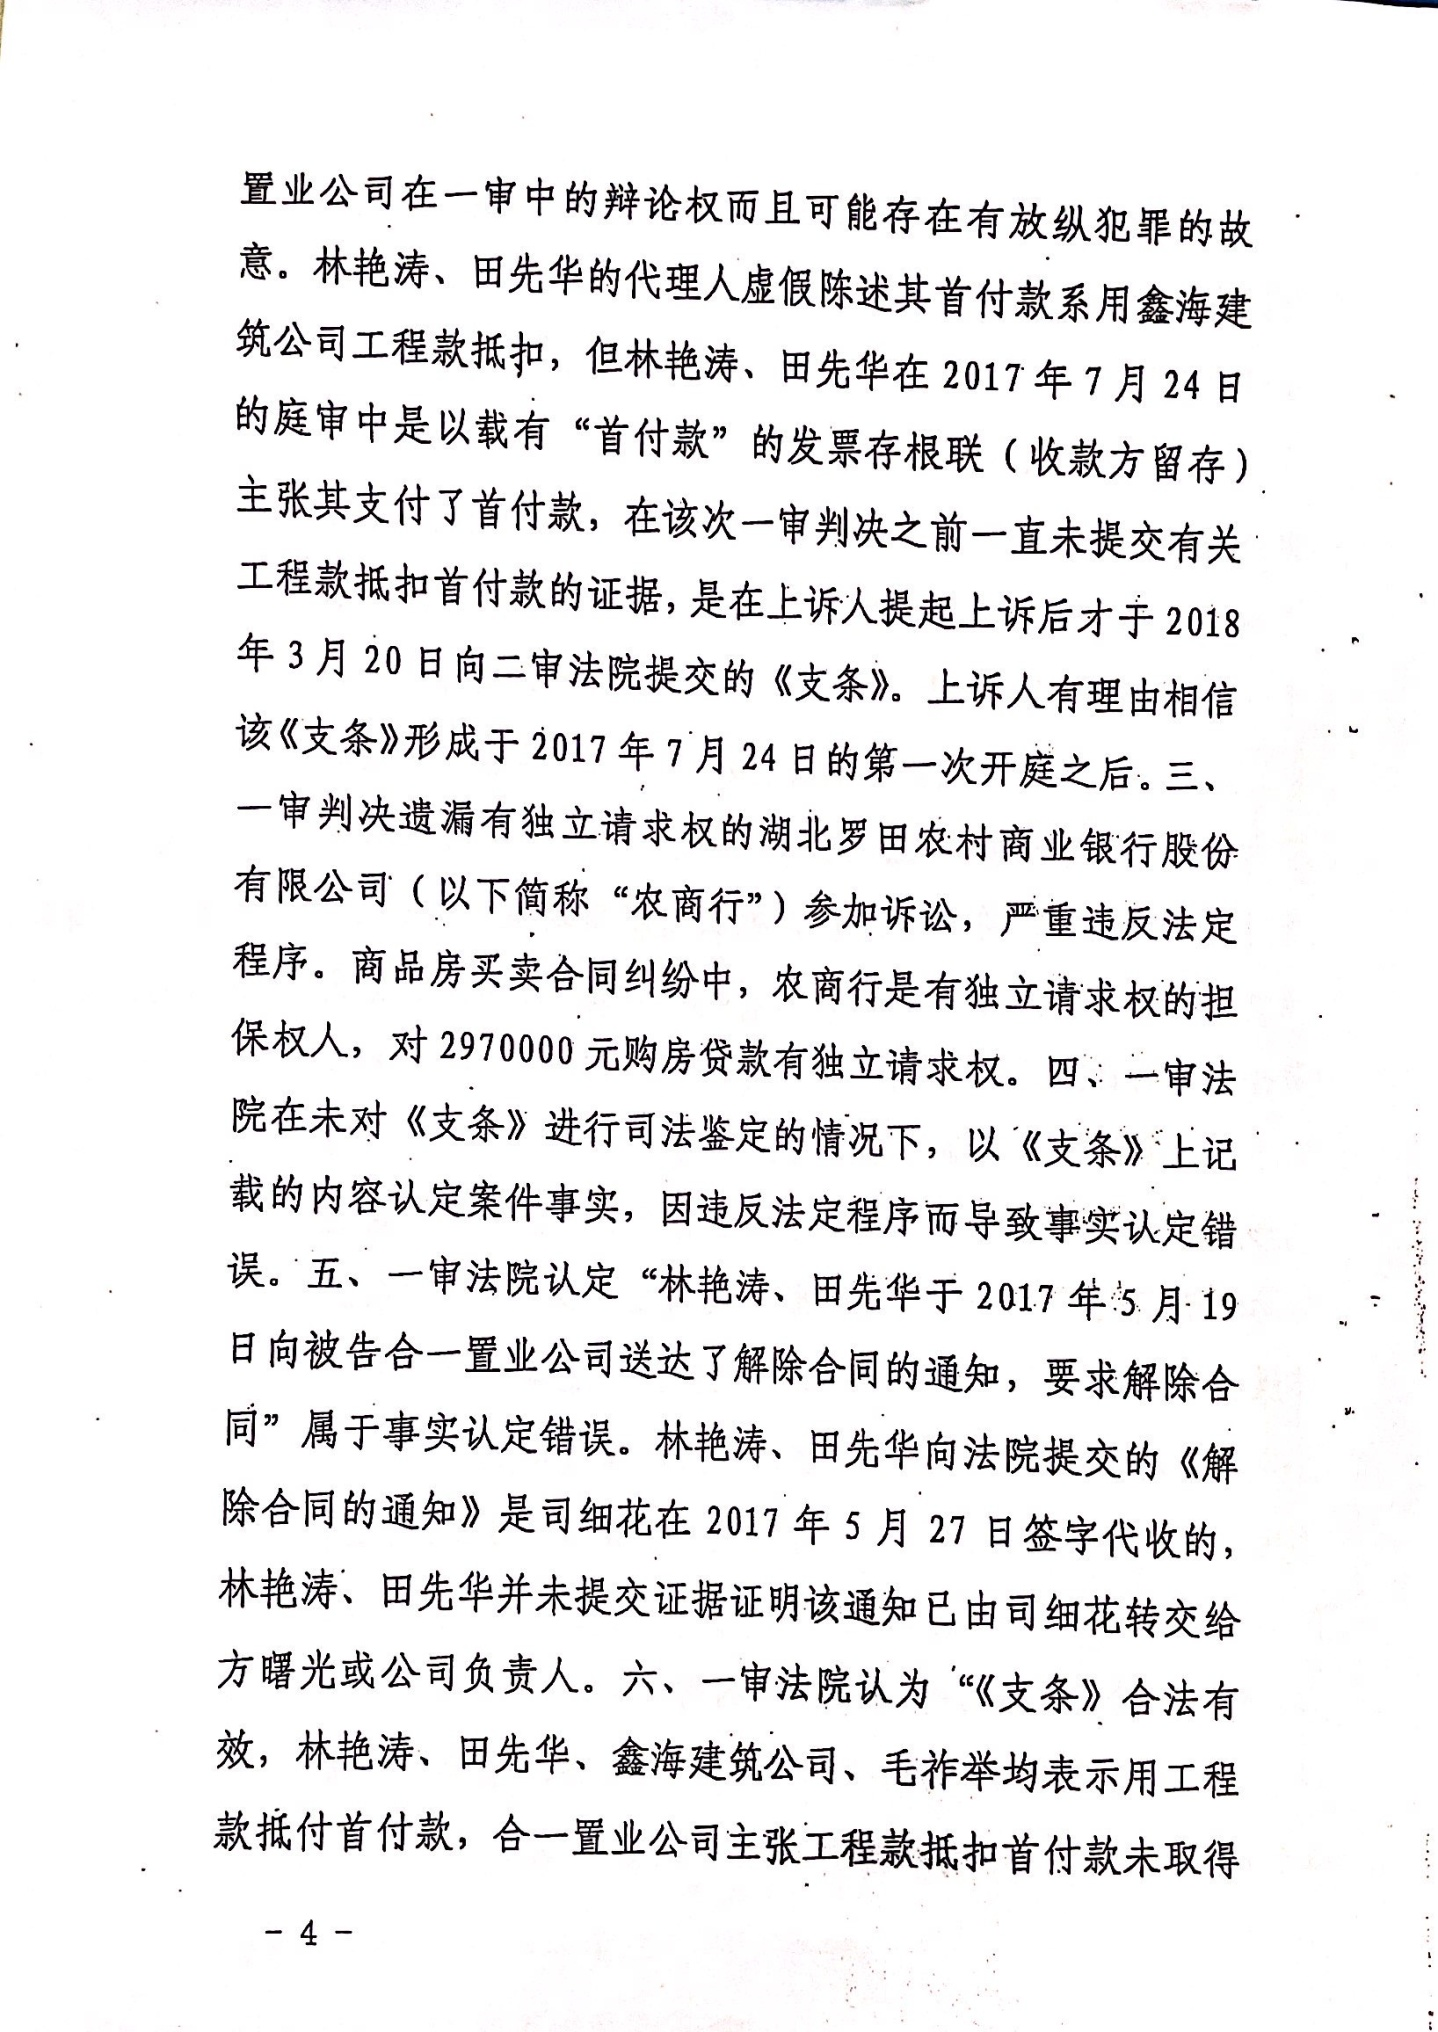 置业公司在一审中的辩论权而且可能存在有放纵犯罪的故
意。林艳涛、田先华的代理人虚假陈述其首付款系用鑫海建
筑公司工程款抵扣，但林艳涛、田先华在 2017 年 7 月 24 日
的庭审中是以载有“首付款”的发票存根联（收款方留存）
主张其支付了首付款，在该次一审判决之前一直未提交有关
工程款抵扣首付款的证据，是在上诉人提起上诉后才于 2018
年 3 月 20 日向二审法院提交的《支条》。上诉人有理由相信
该《支条》形成于 2017 年 7 月 24 日的第一次开庭之后。三、
一审判决遗漏有独立请求权的湖北罗田农村商业银行股份
有限公司（以下简称“农商行”）参加诉讼，严重违反法定
程序。商品房买卖合同纠纷中，农商行是有独立请求权的担
保权人，对 2970000 元购房贷款有独立请求权。四、一审法
院在未对《支条》进行司法鉴定的情况下，以《支条》上记
载的内容认定案件事实，因违反法定程序而导致事实认定错
误。五、一审法院认定“林艳涛、田先华于 2017 年 5 月 19
日向被告合一置业公司送达了解除合同的通知，要求解除合
同”属于事实认定错误。林艳涛、田先华向法院提交的《解
除合同的通知》是司细花在 2017 年 5 月 27 日签字代收的，
林艳涛、田先华并未提交证据证明该通知已由司细花转交给
方曙光或公司负责人。六、一审法院认为“《支条》合法有
效，林艳涛、田先华、鑫海建筑公司、毛祚举均表示用工程
款抵付首付款，合一置业公司主张工程款抵扣首付款未取得
- 4 -